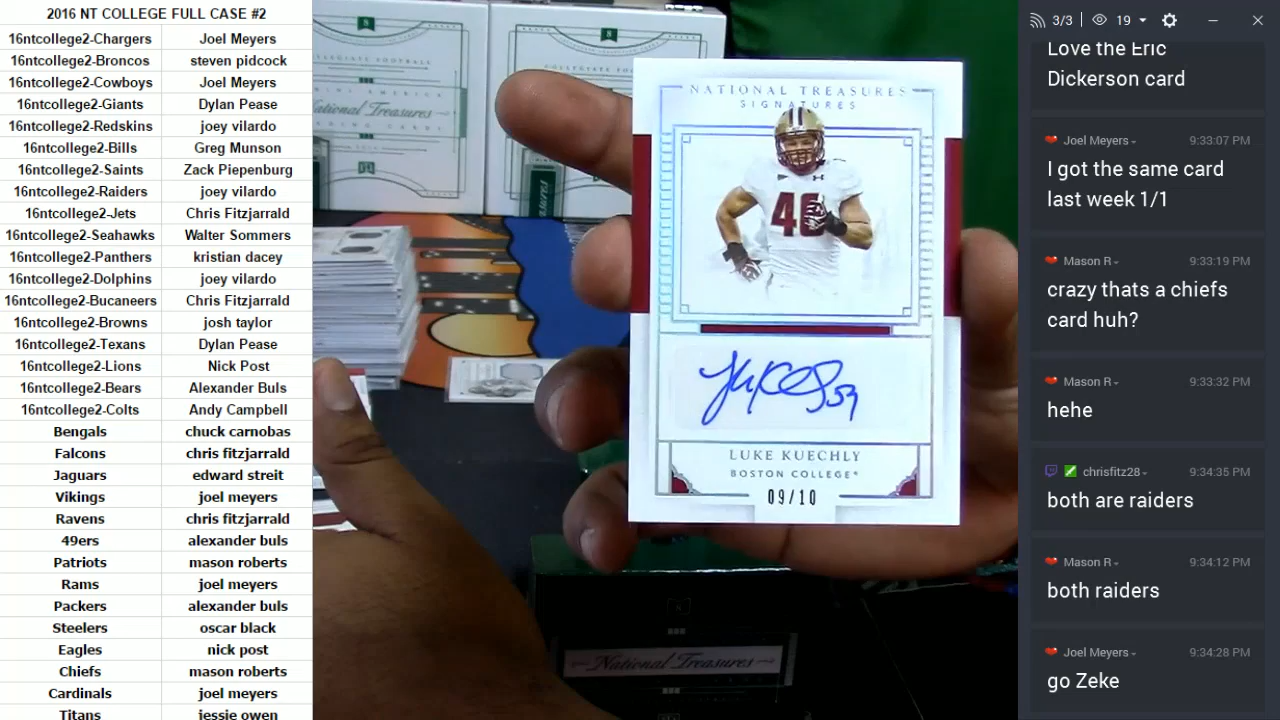 2016 NT COLLEGE FULL CASE #2
16ntcollege2-Chargers Joel Meyers
16ntcollege2-Broncos steven pidcock
16ntcollege2-Cowboys Joel Meyers
16ntcollege2-Giants Dylan Pease
16ntcollege2-Redskins joey vilardo
16ntcollege2-Bills Greg Munson
16ntcollege2-Saints Zack Piepenburg
16ntcollege2-Raiders joey vilardo
16ntcollege2-Jets Chris Fitzjarrald
16ntcollege2-Seahawks Walter Sommers
16ntcollege2-Panthers kristian dacey
16ntcollege2-Dolphins joey vilardo
16ntcollege2-Bucaneers Chris Fitzjarrald
16ntcollege2-Browns josh taylor
16ntcollege2-Texans Dylan Pease
16ntcollege2-Lions Nick Post
16ntcollege2-Bears Alexander Buls
16ntcollege2-Colts Andy Campbell
Bengals chuck carnobas
Falcons chris fitzjarrald
Jaguars edward streit
Vikings joel meyers
Ravens chris fitzjarrald
49ers alexander buls
Patriots mason roberts
Rams joel meyers
Packers alexander buls
Steelers oscar black
Eagles nick post
Chiefs mason roberts
Cardinals joel meyers
Titans jessie owen
National Treasures
NATIONAL TREASURES
SIGNATURES
LUKE KUECHLY
BOSTON COLLEGE
09/10
National Treasures
3/3 19
Love the Eric
Dickerson card
Joel Meyers 9:33:07 PM
I got the same card
last week 1/1
Mason R 9:33:19 PM
crazy thats a chiefs
card huh?
Mason R 9:33:32 PM
hehe
chrisfitz28 9:34:35 PM
both are raiders
Mason R 9:34:12 PM
both raiders
Joel Meyers 9:34:28 PM
go Zeke